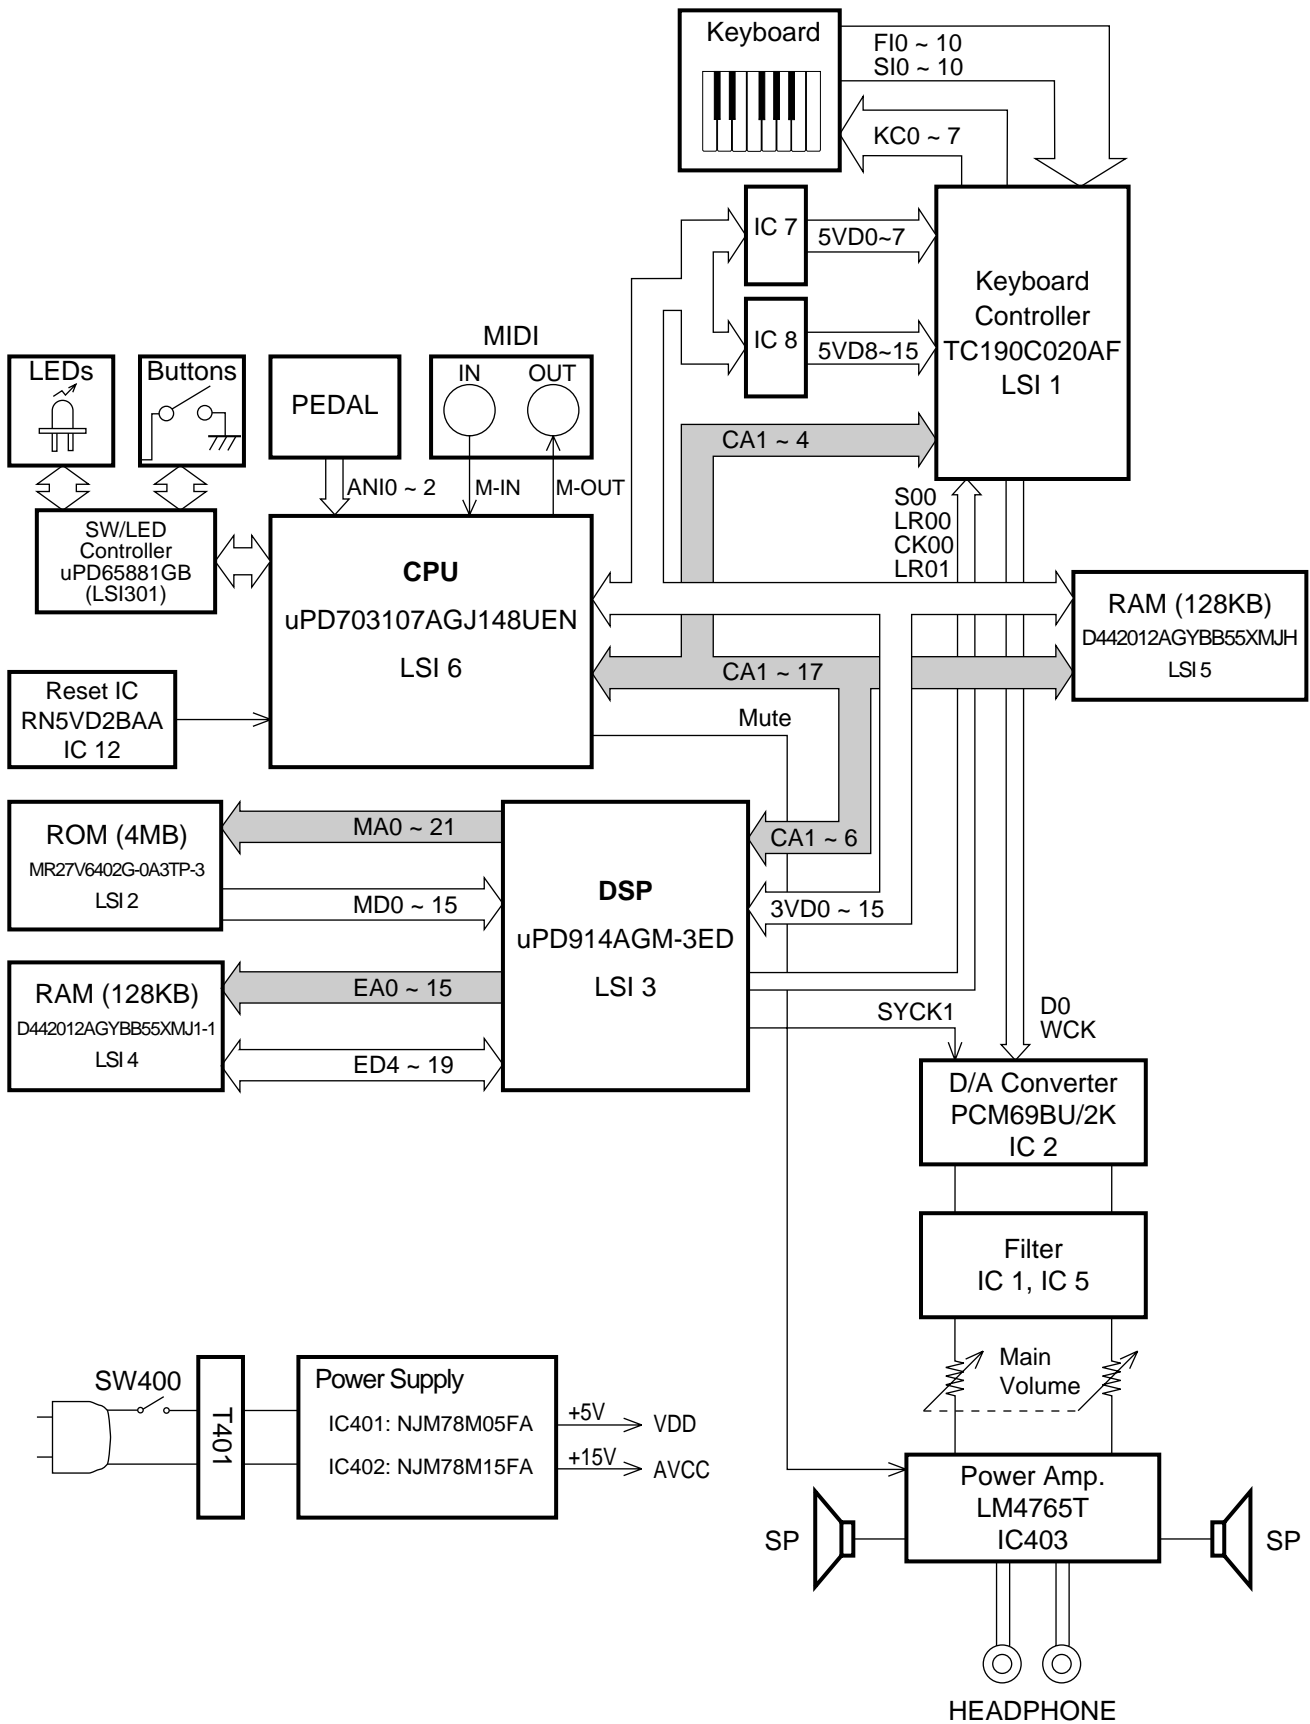 Keyboard
FI0 ~ 10
SI0 ~ 10
KC0 ~ 7
IC 7
5VD0~7
IC 8
5VD8~15
Keyboard
Controller
TC190C020AF
LSI 1
MIDI
LEDs
Buttons
PEDAL
IN
OUT
CA1 ~ 4
ANI0 ~ 2
M-IN
M-OUT
S00
LR00
CK00
LR01
SW/LED
Controller
uPD65881GB
(LSI301)
CPU
uPD703107AGJ148UEN
LSI 6
RAM (128KB)
D442012AGYBB55XMJH
LSI 5
CA1 ~ 17
Reset IC
RN5VD2BAA
IC 12
Mute
ROM (4MB)
MR27V6402G-0A3TP-3
LSI 2
MA0 ~ 21
MD0 ~ 15
DSP
uPD914AGM-3ED
LSI 3
CA1 ~ 6
3VD0 ~ 15
RAM (128KB)
D442012AGYBB55XMJ1-1
LSI 4
EA0 ~ 15
ED4 ~ 19
SYCK1
D0
WCK
D/A Converter
PCM69BU/2K
IC 2
Filter
IC 1, IC 5
Main
Volume
SW400
T401
Power Supply
IC401: NJM78M05FA
IC402: NJM78M15FA
+5V
VDD
+15V
AVCC
Power Amp.
LM4765T
IC403
SP
SP
HEADPHONE